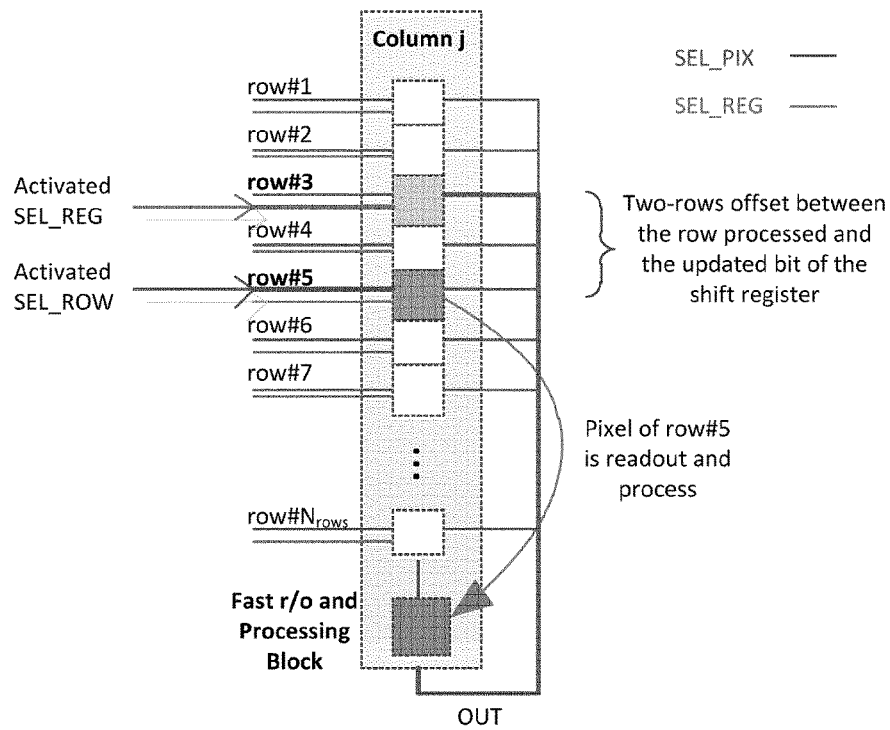 Column j
SEL_PIX
SEL_REG
row#1
row#2
row#3
row#4
row#5
row#6
row#7
row#Nrows
Activated
SEL_REG
Activated
SEL_ROW
Two-rows offset between
the row processed and
the updated bit of the
shift register
Pixel of row#5
is readout and
process
Fast r/o and
Processing
Block
OUT